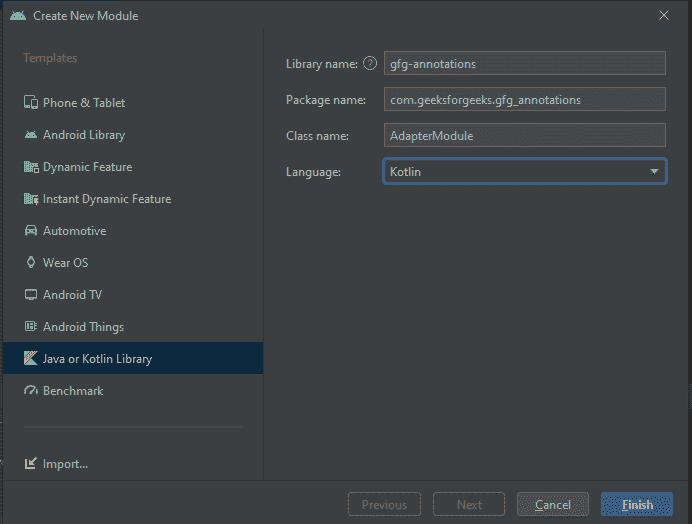 Create New Module
Templates
Phone & Tablet
Android Library
Dynamic Feature
Instant Dynamic Feature
Automotive
Wear OS
Android TV
Android Things
Java or Kotlin Library
Benchmark
Import...
Library name: ? gfg-annotations
Package name: com.geeksforgeeks.gfg_annotations
Class name: AdapterModule
Language: Kotlin
Previous Next Cancel Finish